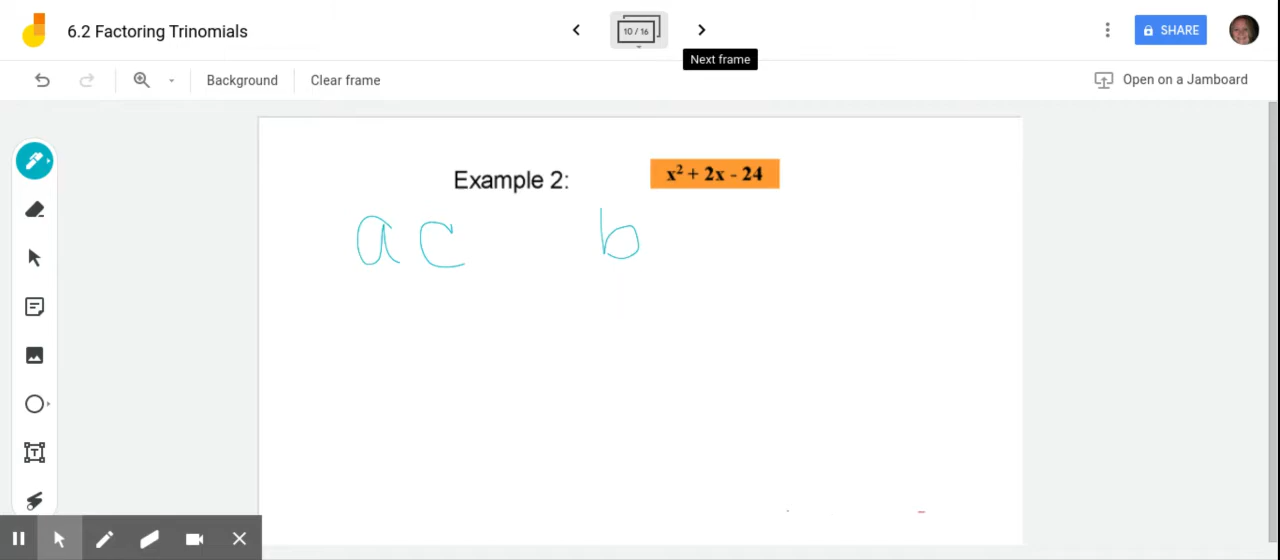 6.2 Factoring Trinomials
10 / 16
SHARE
Next frame
Background
Clear frame
Open on a Jamboard
Example 2:
x² + 2x - 24
a c b